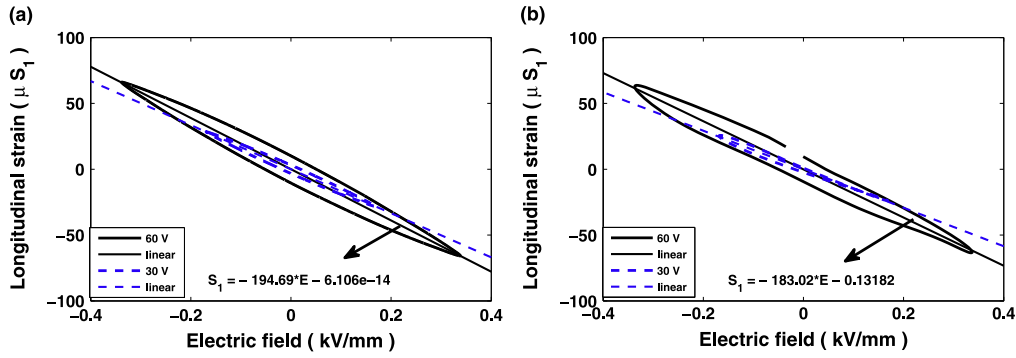 (a)
100
50
0
−50
−100
−0.4
−0.2
0
0.2
0.4
Longitudinal strain ( μ S1 )
Electric field ( kV/mm )
60 V
linear
30 V
linear
S1 = − 194.69*E − 6.106e−14
(b)
100
50
0
−50
−100
−0.4
−0.2
0
0.2
0.4
Longitudinal strain ( μ S1 )
Electric field ( kV/mm )
60 V
linear
30 V
linear
S1 = − 183.02*E − 0.13182